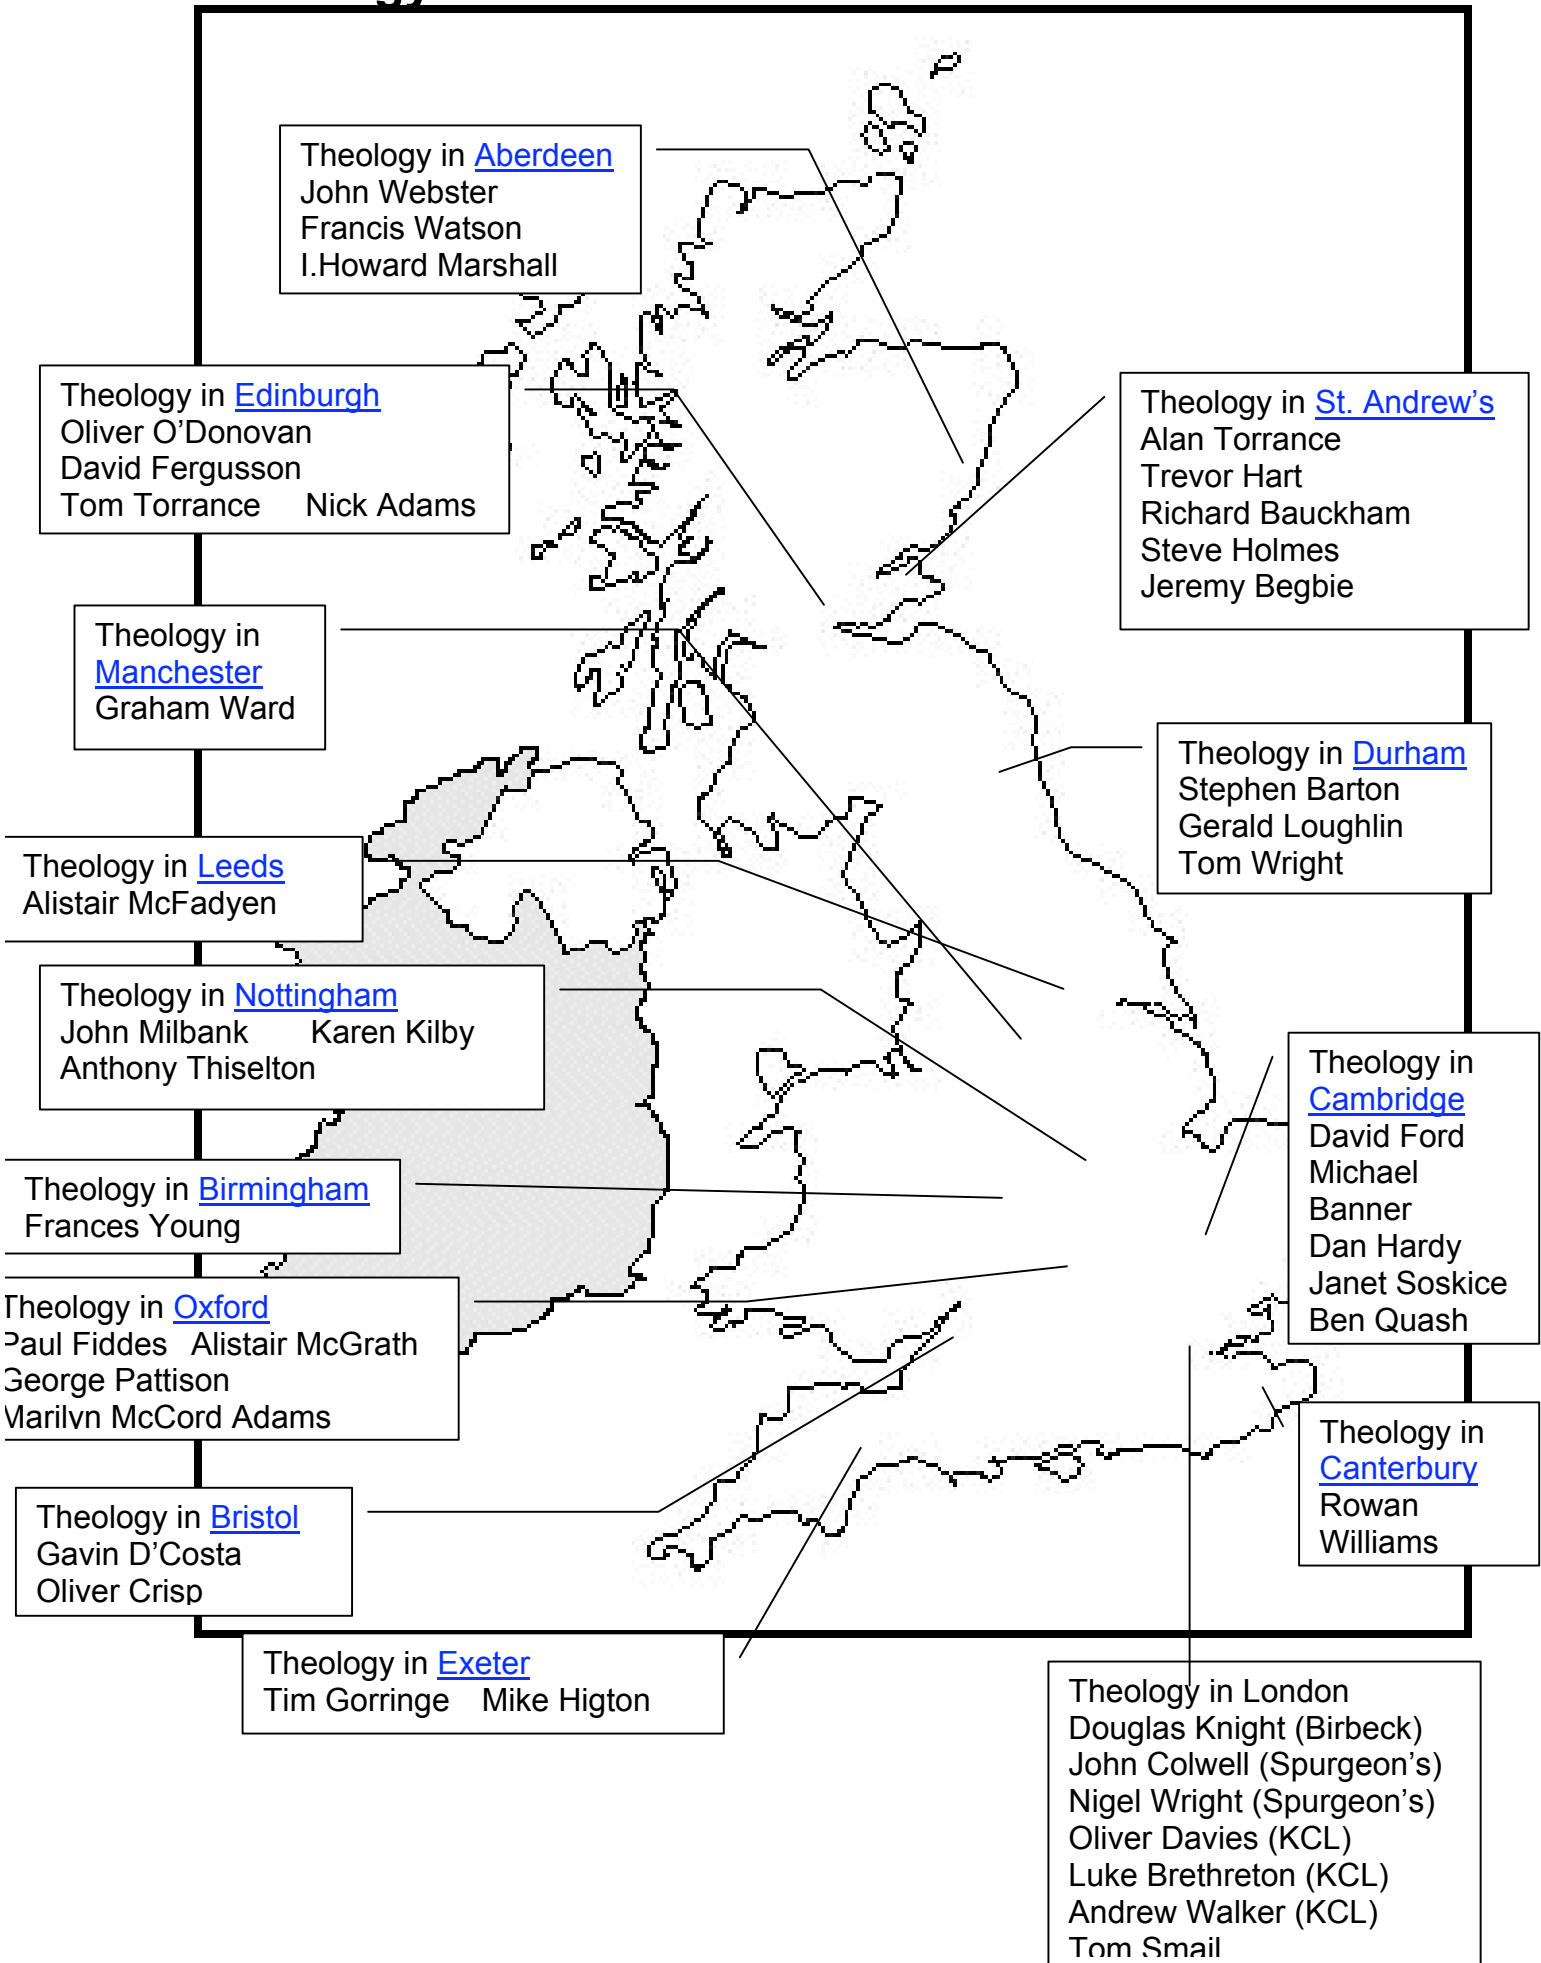 Theology in Aberdeen
John Webster
Francis Watson
I.Howard Marshall
Theology in Edinburgh
Oliver O’Donovan
David Fergusson
Tom Torrance Nick Adams
Theology in St. Andrew’s
Alan Torrance
Trevor Hart
Richard Bauckham
Steve Holmes
Jeremy Begbie
Theology in
Manchester
Graham Ward
Theology in Durham
Stephen Barton
Gerald Loughlin
Tom Wright
Theology in Leeds
Alistair McFadyen
Theology in Nottingham
John Milbank Karen Kilby
Anthony Thiselton
Theology in
Cambridge
David Ford
Michael
Banner
Dan Hardy
Janet Soskice
Ben Quash
Theology in Birmingham
Frances Young
Theology in Oxford
Paul Fiddes Alistair McGrath
George Pattison
Marilyn McCord Adams
Theology in
Canterbury
Rowan
Williams
Theology in Bristol
Gavin D’Costa
Oliver Crisp
Theology in Exeter
Tim Gorringe Mike Higton
Theology in London
Douglas Knight (Birbeck)
John Colwell (Spurgeon’s)
Nigel Wright (Spurgeon’s)
Oliver Davies (KCL)
Luke Brethreton (KCL)
Andrew Walker (KCL)
Tom Smail